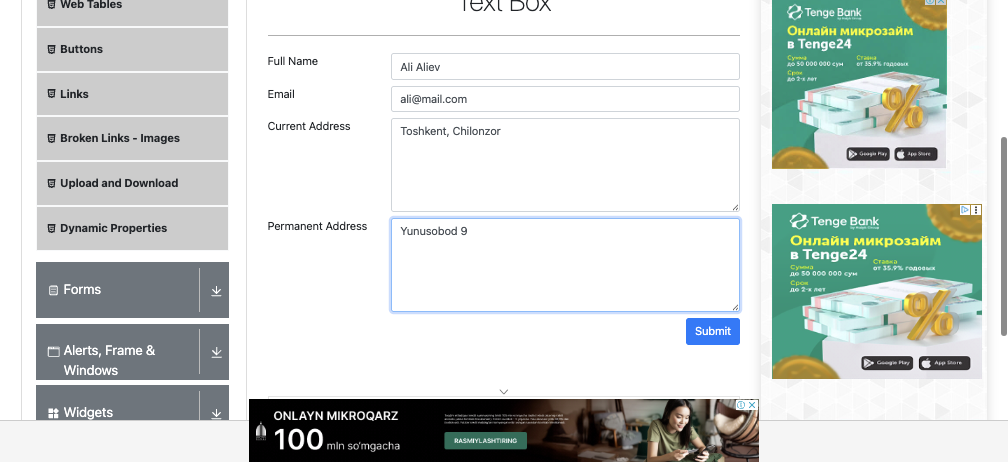 Web Tables
Buttons
Links
Broken Links - Images
Upload and Download
Dynamic Properties
Forms
Alerts, Frame &
Windows
Widgets
Text Box
Full Name
Ali Aliev
Email
ali@mail.com
Current Address
Toshkent, Chilonzor
Permanent Address
Yunusobod 9
Submit
Tenge Bank
Онлайн микрозайм
в Tenge24
Сумма
до 50 000 000 сум
Ставка
от 35.9% годовых
Срок
до 2-х лет
Google Play
App Store
Tenge Bank
Онлайн микрозайм
в Tenge24
Сумма
до 50 000 000 сум
Ставка
от 35.9% годовых
Срок
до 2-х лет
Google Play
App Store
ONLAYN MIKROQARZ
100 mln so'mgacha
RASMIYLASHTIRING